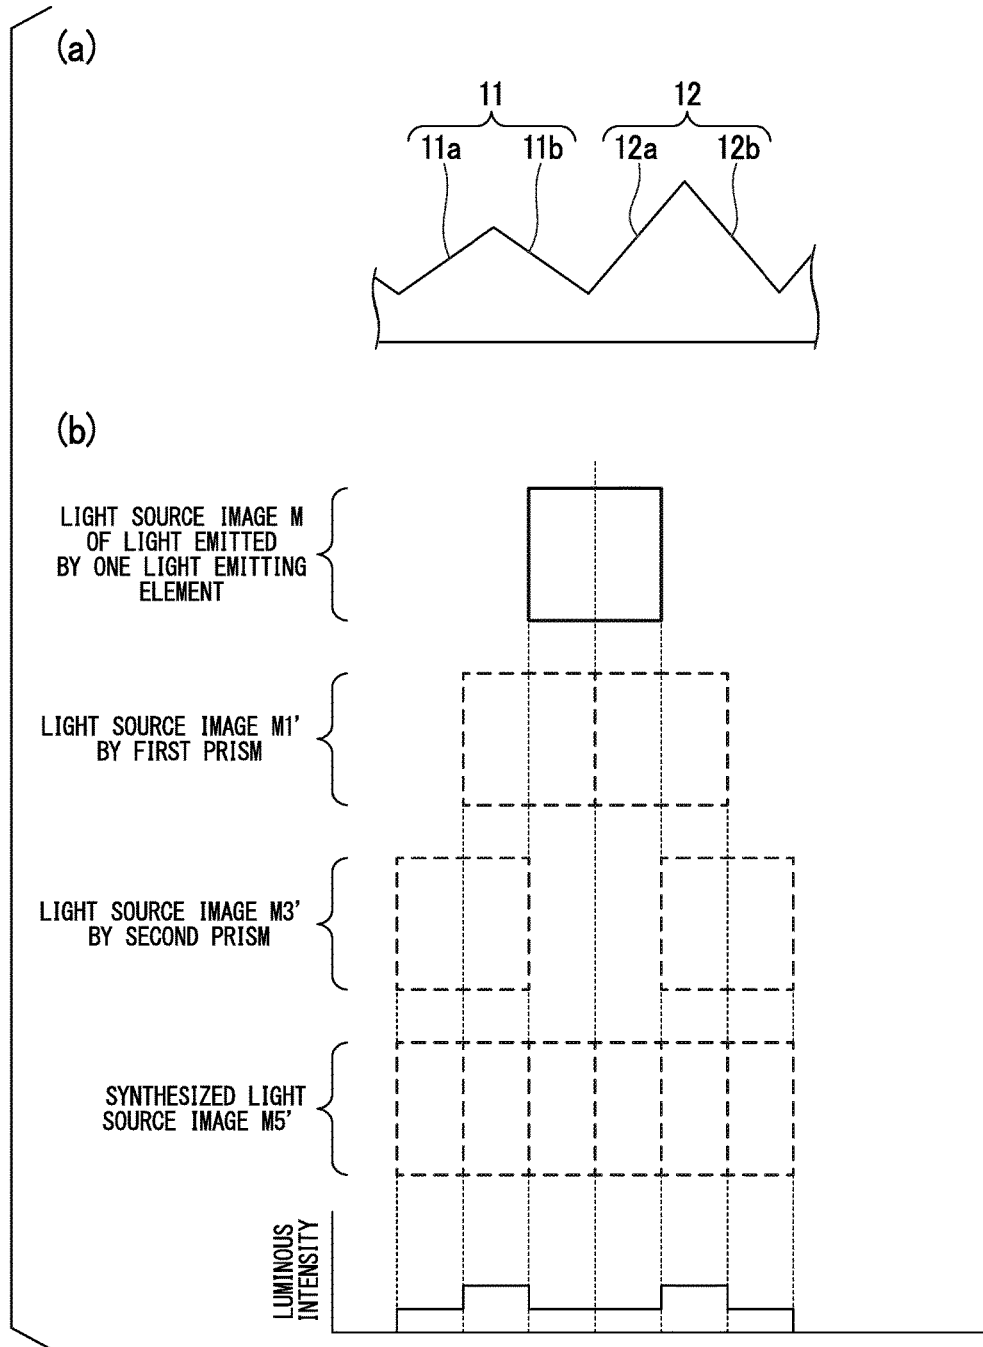 (a)
11
12
11a
11b
12a
12b
(b)
LIGHT SOURCE IMAGE M
OF LIGHT EMITTED
BY ONE LIGHT EMITTING
ELEMENT
LIGHT SOURCE IMAGE M1'
BY FIRST PRISM
LIGHT SOURCE IMAGE M3'
BY SECOND PRISM
SYNTHESIZED LIGHT
SOURCE IMAGE M5'
LUMINOUS
INTENSITY